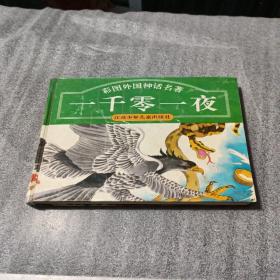 彩图外国神话名著
一千零一夜
江苏少年儿童出版社